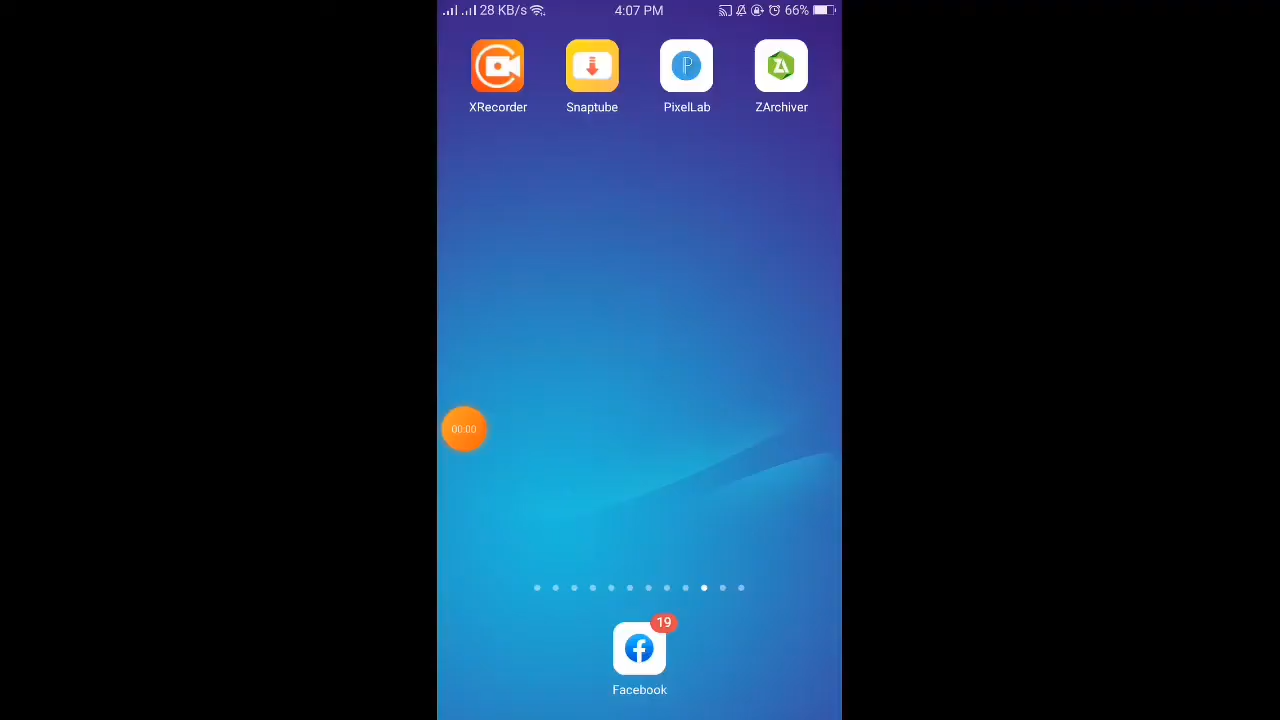 28 KB/s 4:07 PM 66%
XRecorder Snaptube PixelLab ZArchiver
00:00
19
Facebook